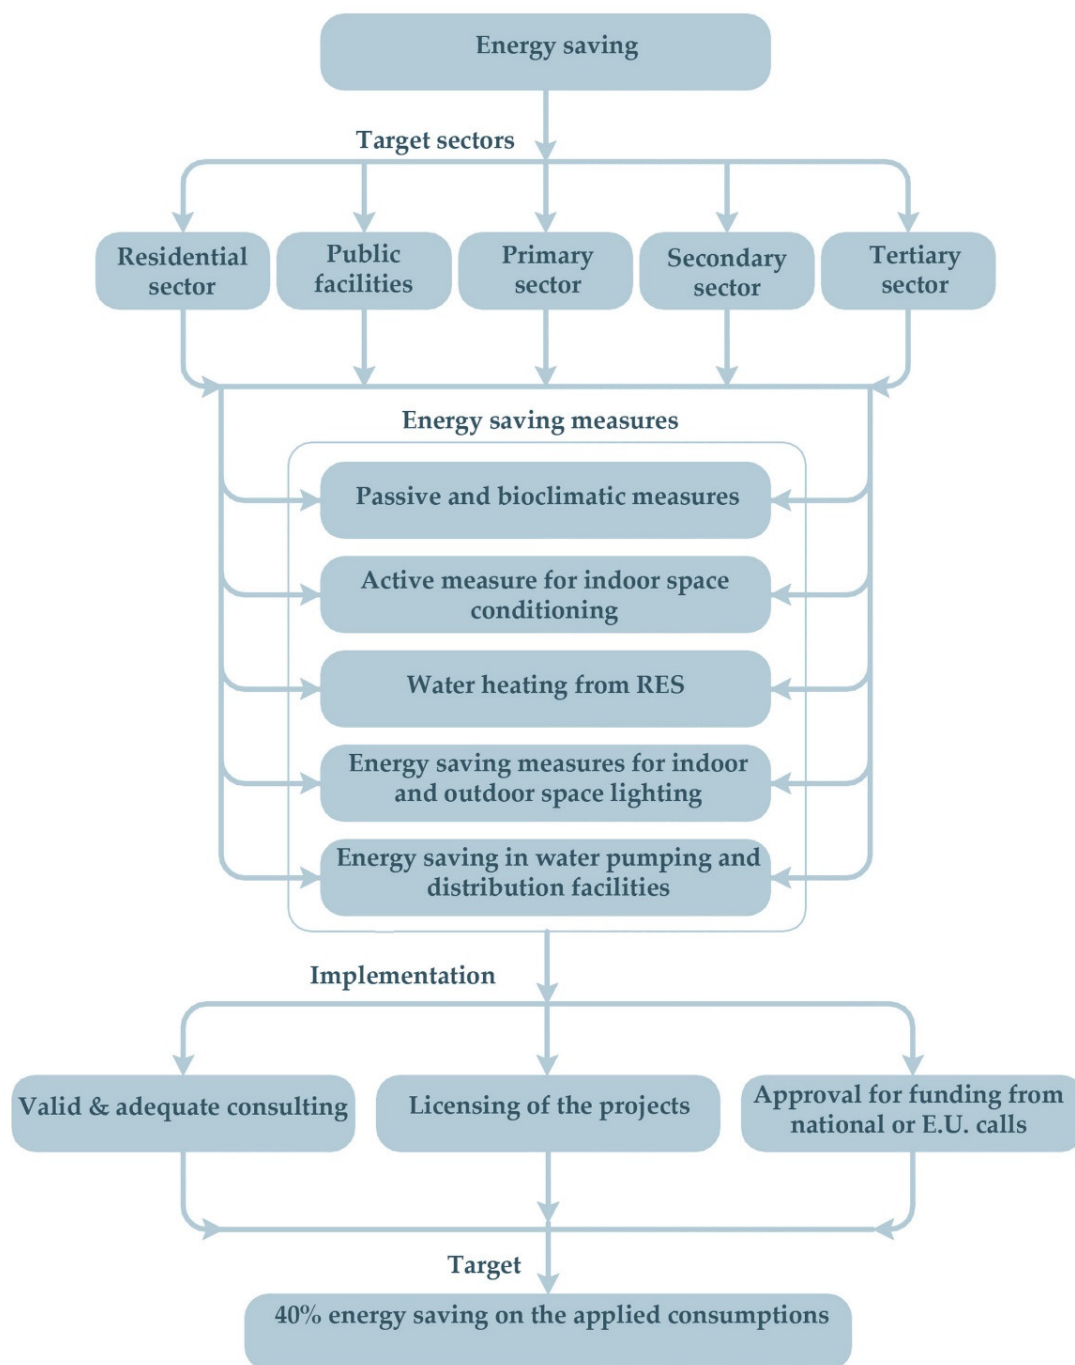 Energy saving
Target sectors
Residential
sector
Public
facilities
Primary
sector
Secondary
sector
Tertiary
sector
Energy saving measures
Passive and bioclimatic measures
Active measure for indoor space
conditioning
Water heating from RES
Energy saving measures for indoor
and outdoor space lighting
Energy saving in water pumping and
distribution facilities
Implementation
Valid & adequate consulting
Licensing of the projects
Approval for funding from
national or E.U. calls
Target
40% energy saving on the applied consumptions